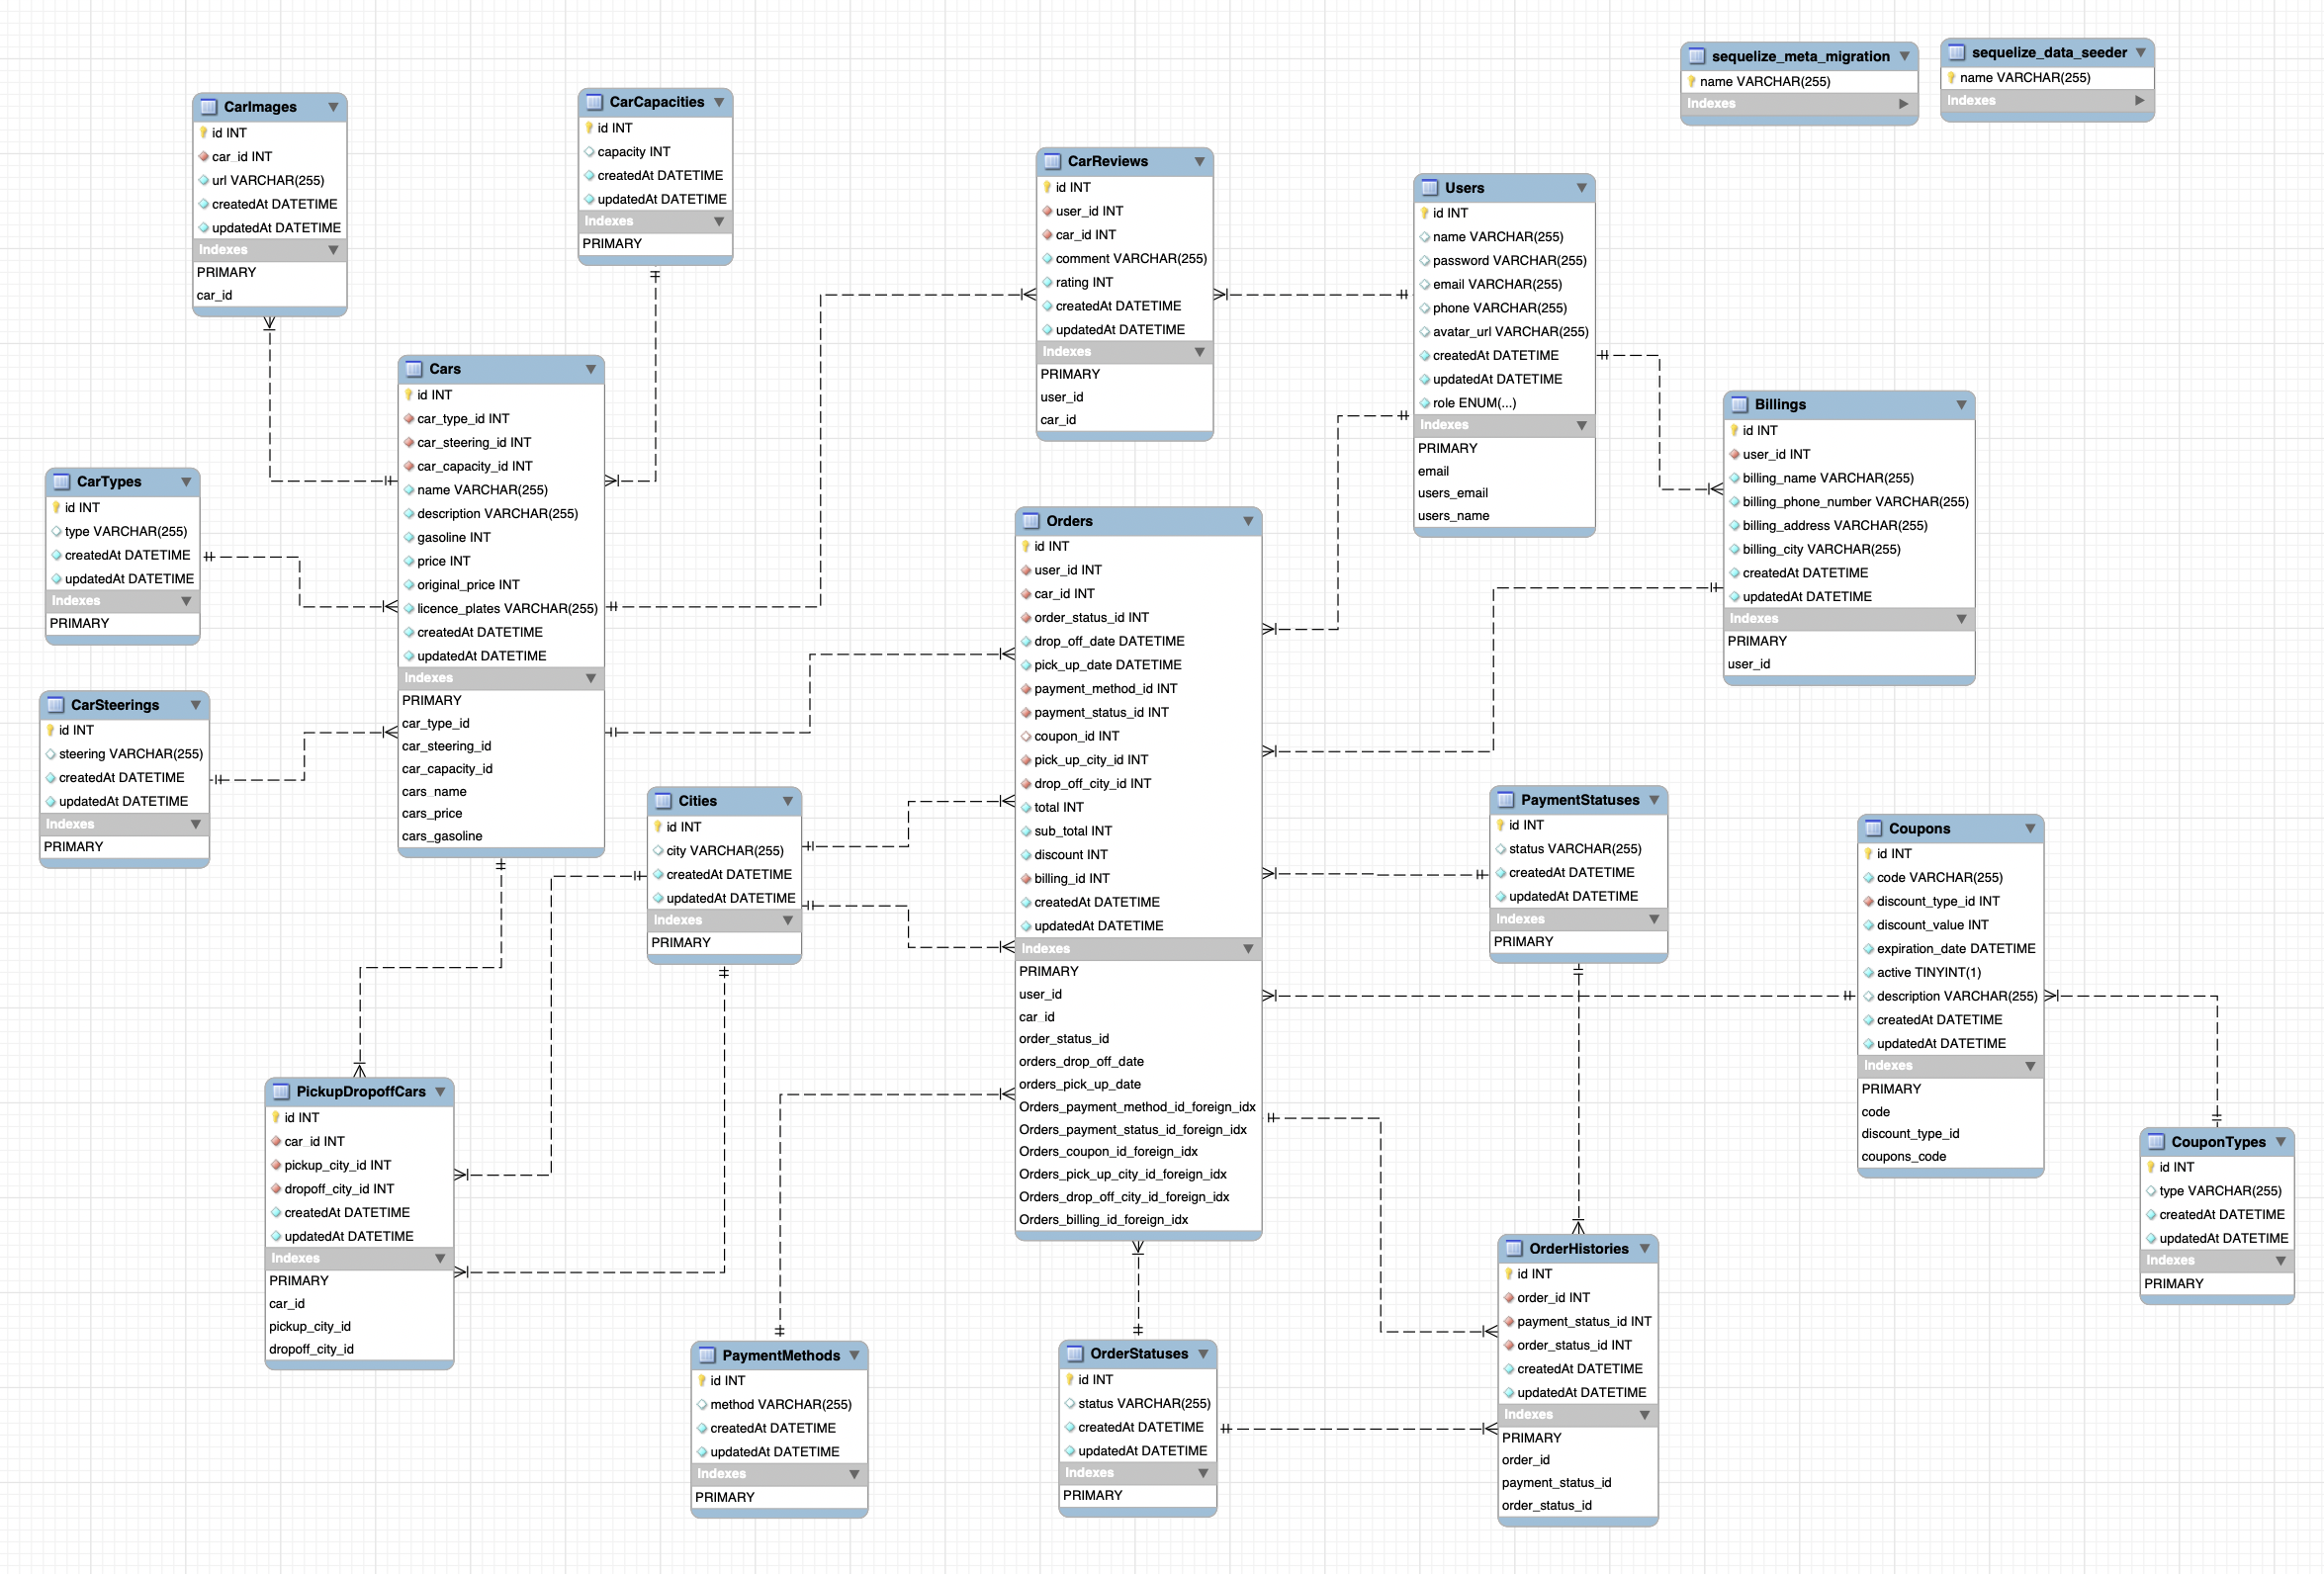 sequelize_meta_migration
name VARCHAR(255)
Indexes
sequelize_data_seeder
name VARCHAR(255)
Indexes
CarImages
id INT
car_id INT
url VARCHAR(255)
createdAt DATETIME
updatedAt DATETIME
Indexes
PRIMARY
car_id
CarCapacities
id INT
capacity INT
createdAt DATETIME
updatedAt DATETIME
Indexes
PRIMARY
CarReviews
id INT
user_id INT
car_id INT
comment VARCHAR(255)
rating INT
createdAt DATETIME
updatedAt DATETIME
Indexes
PRIMARY
user_id
car_id
Users
id INT
name VARCHAR(255)
password VARCHAR(255)
email VARCHAR(255)
phone VARCHAR(255)
avatar_url VARCHAR(255)
createdAt DATETIME
updatedAt DATETIME
role ENUM(...)
Indexes
PRIMARY
email
users_email
users_name
Cars
id INT
car_type_id INT
car_steering_id INT
car_capacity_id INT
name VARCHAR(255)
description VARCHAR(255)
gasoline INT
price INT
original_price INT
licence_plates VARCHAR(255)
createdAt DATETIME
updatedAt DATETIME
Indexes
PRIMARY
car_type_id
car_steering_id
car_capacity_id
cars_name
cars_price
cars_gasoline
Billings
id INT
user_id INT
billing_name VARCHAR(255)
billing_phone_number VARCHAR(255)
billing_address VARCHAR(255)
billing_city VARCHAR(255)
createdAt DATETIME
updatedAt DATETIME
Indexes
PRIMARY
user_id
CarTypes
id INT
type VARCHAR(255)
createdAt DATETIME
updatedAt DATETIME
Indexes
PRIMARY
Orders
id INT
user_id INT
car_id INT
order_status_id INT
drop_off_date DATETIME
pick_up_date DATETIME
payment_method_id INT
payment_status_id INT
coupon_id INT
pick_up_city_id INT
drop_off_city_id INT
total INT
sub_total INT
discount INT
billing_id INT
createdAt DATETIME
updatedAt DATETIME
Indexes
PRIMARY
user_id
car_id
order_status_id
orders_drop_off_date
orders_pick_up_date
Orders_payment_method_id_foreign_idx
Orders_payment_status_id_foreign_idx
Orders_coupon_id_foreign_idx
Orders_pick_up_city_id_foreign_idx
Orders_drop_off_city_id_foreign_idx
Orders_billing_id_foreign_idx
CarSteerings
id INT
steering VARCHAR(255)
createdAt DATETIME
updatedAt DATETIME
Indexes
PRIMARY
Cities
id INT
city VARCHAR(255)
createdAt DATETIME
updatedAt DATETIME
Indexes
PRIMARY
PaymentStatuses
id INT
status VARCHAR(255)
createdAt DATETIME
updatedAt DATETIME
Indexes
PRIMARY
Coupons
id INT
code VARCHAR(255)
discount_type_id INT
discount_value INT
expiration_date DATETIME
active TINYINT(1)
description VARCHAR(255)
createdAt DATETIME
updatedAt DATETIME
Indexes
PRIMARY
code
discount_type_id
coupons_code
PickupDropoffCars
id INT
car_id INT
pickup_city_id INT
dropoff_city_id INT
createdAt DATETIME
updatedAt DATETIME
Indexes
PRIMARY
car_id
pickup_city_id
dropoff_city_id
CouponTypes
id INT
type VARCHAR(255)
createdAt DATETIME
updatedAt DATETIME
Indexes
PRIMARY
OrderHistories
id INT
order_id INT
payment_status_id INT
order_status_id INT
createdAt DATETIME
updatedAt DATETIME
Indexes
PRIMARY
order_id
payment_status_id
order_status_id
PaymentMethods
id INT
method VARCHAR(255)
createdAt DATETIME
updatedAt DATETIME
Indexes
PRIMARY
OrderStatuses
id INT
status VARCHAR(255)
createdAt DATETIME
updatedAt DATETIME
Indexes
PRIMARY